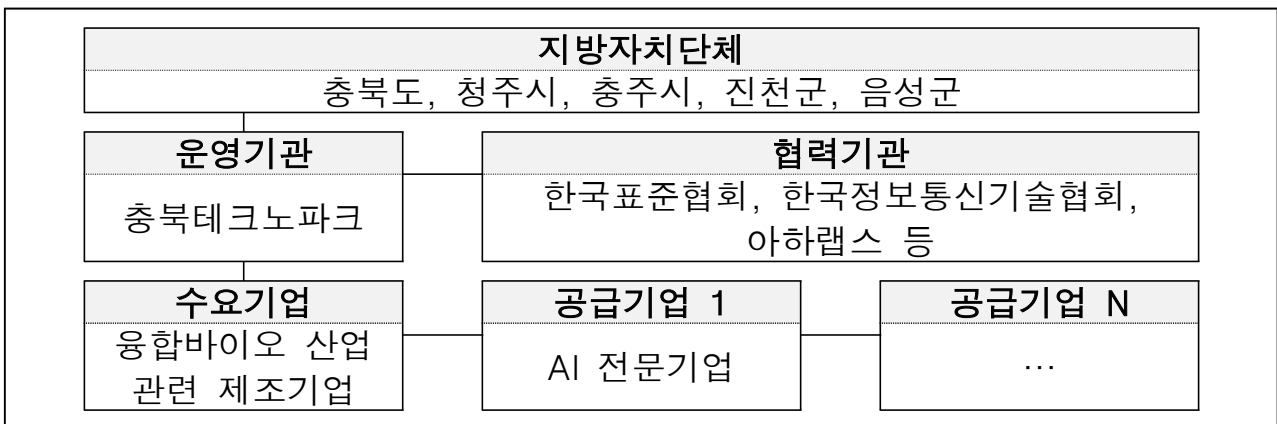 지방자치단체
충북도, 청주시, 충주시, 진천군, 음성군
운영기관
충북테크노파크
협력기관
한국표준협회, 한국정보통신기술협회,
아하랩스 등
수요기업
융합바이오 산업
관련 제조기업
공급기업 1
AI 전문기업
공급기업 N
…